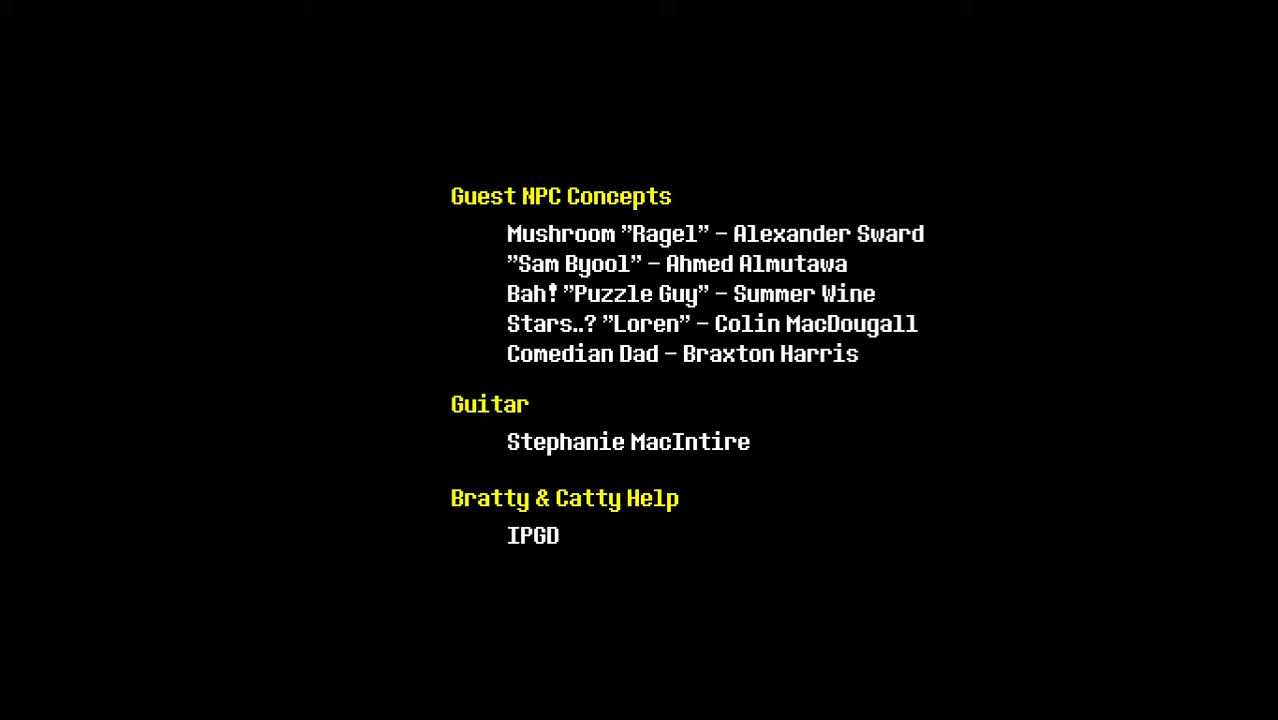 Guest NPC Concepts
Mushroom "Ragel" - Alexander Sward
"Sam Byool" - Ahmed Almutawa
Bah! "Puzzle Guy" - Summer Wine
Stars..? "Loren" - Colin MacDougall
Comedian Dad - Braxton Harris
Guitar
Stephanie MacIntire
Bratty & Catty Help
IPGD